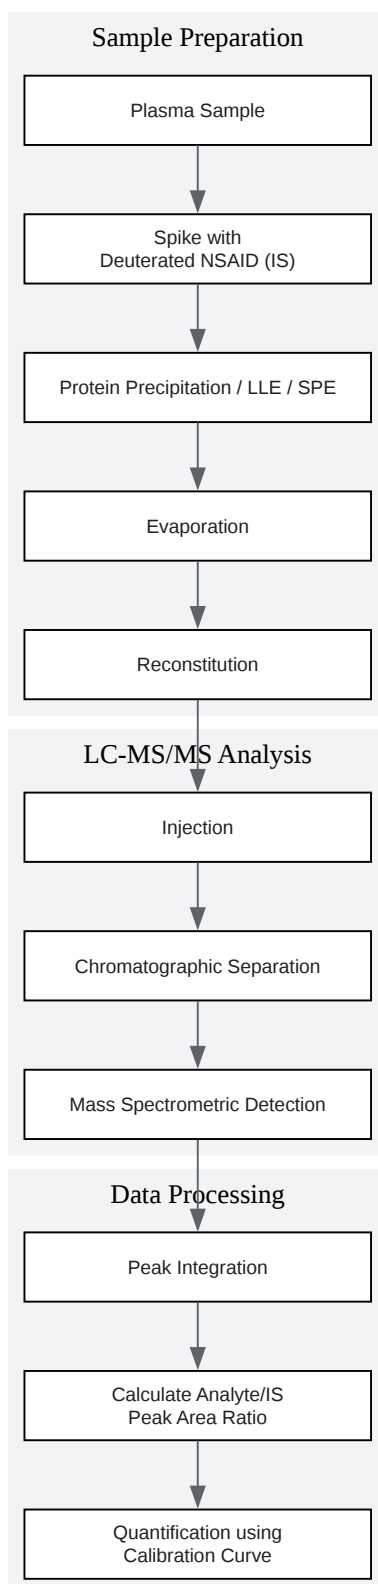 Sample Preparation
Plasma Sample
Spike with
Deuterated NSAID (IS)
Protein Precipitation / LLE / SPE
Evaporation
Reconstitution
LC-MS/MS Analysis
Injection
Chromatographic Separation
Mass Spectrometric Detection
Data Processing
Peak Integration
Calculate Analyte/IS
Peak Area Ratio
Quantification using
Calibration Curve